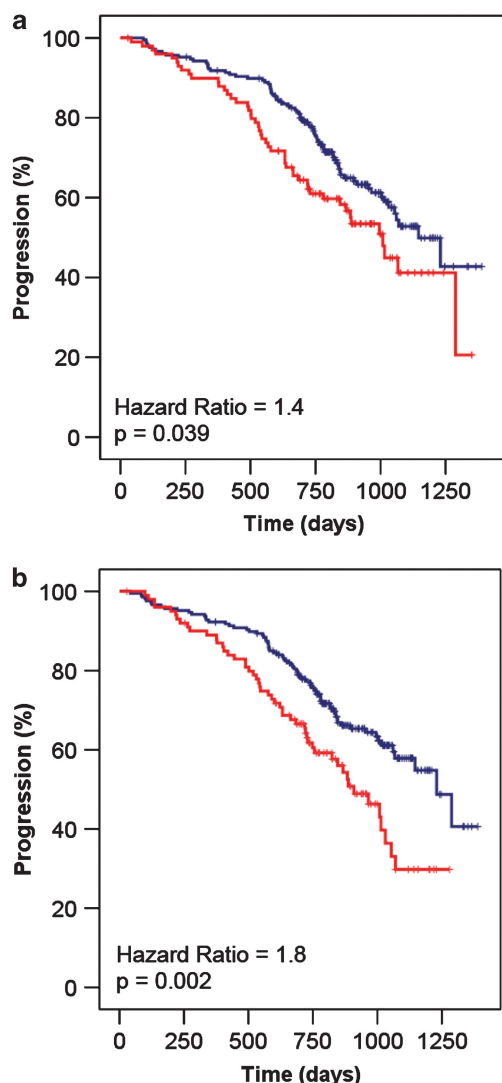 a
100
80
60
40
20
0
Progression (%)
Hazard Ratio = 1.4
p = 0.039
0 250 500 750 1000 1250
Time (days)
b
100
80
60
40
20
0
Progression (%)
Hazard Ratio = 1.8
p = 0.002
0 250 500 750 1000 1250
Time (days)